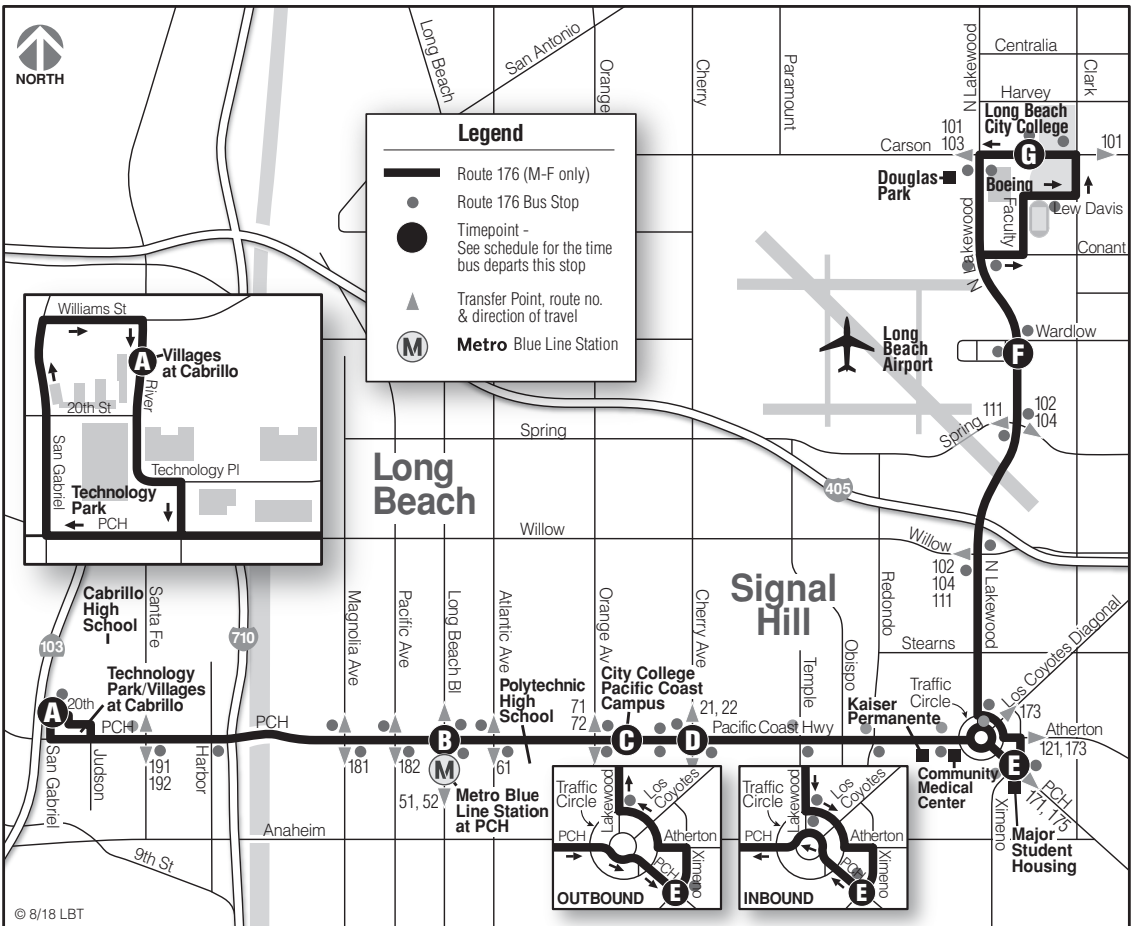 NORTH
Long Beach
San Antonio
Orange
Cherry
Paramount
N Lakewood
Centralia
Clark
Harvey
Long Beach
City College
101
103
Carson
G
101
Douglas
Park
Boeing
Faculty
Lew Davis
N Lakewood
Conant
Legend
Route 176 (M-F only)
Route 176 Bus Stop
Timepoint -
See schedule for the time
bus departs this stop
Transfer Point, route no.
& direction of travel
M
Metro Blue Line Station
Long
Beach
Airport
Wardlow
F
Spring
111
102
104
Williams St
A
Villages
at Cabrillo
River
20th St
San Gabriel
Technology Pl
Technology
Park
PCH
Spring
Long
Beach
405
Willow
Willow
102
104
111
N Lakewood
Signal
Hill
Redondo
Stearns
Los Coyotes Diagonal
Cabrillo
High
School
Santa Fe
103
710
Magnolia Ave
Pacific Ave
Long Beach Bl
Atlantic Ave
Orange Av
Cherry Ave
Temple
Obispo
Technology
Park/Villages
at Cabrillo
A
20th
PCH
PCH
San Gabriel
Judson
191
192
Harbor
181
182
B
M
51, 52
Metro Blue
Line Station
at PCH
61
Polytechnic
High
School
71
72
City College
Pacific Coast
Campus
C
D
21, 22
Pacific Coast Hwy
Kaiser
Permanente
Traffic
Circle
173
Atherton
121,173
E
PCH
171, 175
Community
Medical
Center
Ximeno
Major
Student
Housing
Anaheim
9th St
Traffic
Circle
Lakewood
Los
Coyotes
PCH
Atherton
PCH
Ximeno
E
OUTBOUND
Traffic
Circle
Lakewood
Los Coyotes
PCH
Atherton
PCH
Ximeno
E
INBOUND
© 8/18 LBT